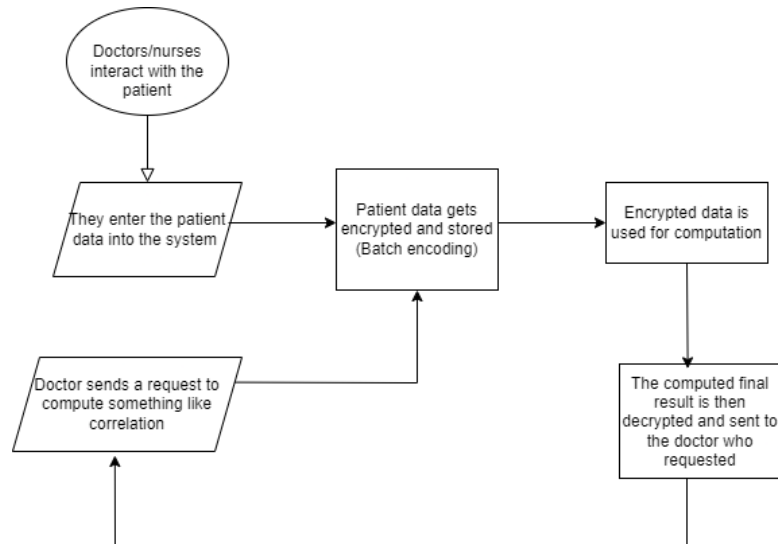 Doctors/nurses
interact with the
patient
They enter the patient
data into the system
Patient data gets
encrypted and stored
(Batch encoding)
Encrypted data is
used for computation
Doctor sends a request to
compute something like
correlation
The computed final
result is then
decrypted and sent to
the doctor who
requested